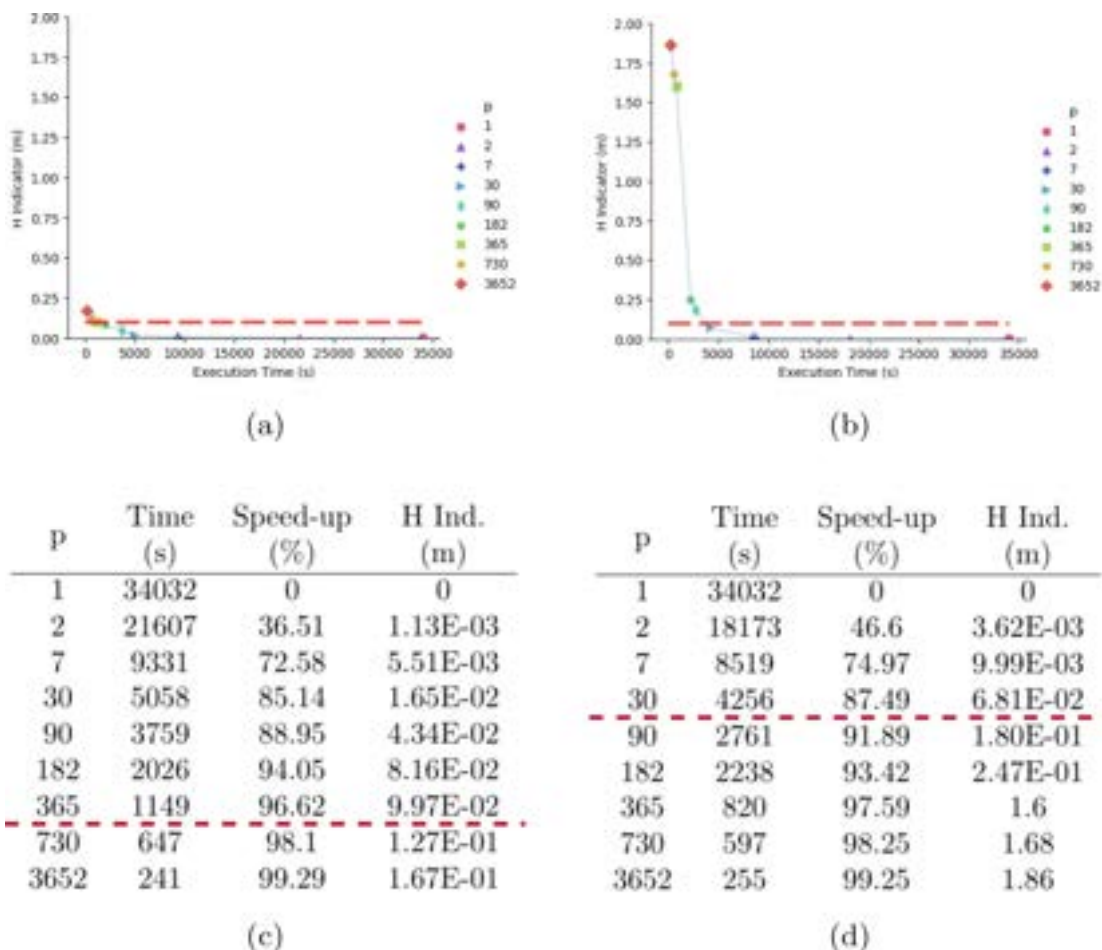 2.00
1.75
1.50
1.25
1.00
0.75
0.50
0.25
0.00
H Indicator (m)
0 5000 10000 15000 20000 25000 30000 35000
Execution Time (s)
p
1
2
7
30
90
182
365
730
3652
(a)
2.00
1.75
1.50
1.25
1.00
0.75
0.50
0.25
0.00
H Indicator (m)
0 5000 10000 15000 20000 25000 30000 35000
Execution Time (s)
p
1
2
7
30
90
182
365
730
3652
(b)
p Time (s) Speed-up (%) H Ind. (m)
1 34032 0 0
2 21607 36.51 1.13E-03
7 9331 72.58 5.51E-03
30 5058 85.14 1.65E-02
90 3759 88.95 4.34E-02
182 2026 94.05 8.16E-02
365 1149 96.62 9.97E-02
730 647 98.1 1.27E-01
3652 241 99.29 1.67E-01
(c)
p Time (s) Speed-up (%) H Ind. (m)
1 34032 0 0
2 18173 46.6 3.62E-03
7 8519 74.97 9.99E-03
30 4256 87.49 6.81E-02
90 2761 91.89 1.80E-01
182 2238 93.42 2.47E-01
365 820 97.59 1.6
730 597 98.25 1.68
3652 255 99.25 1.86
(d)